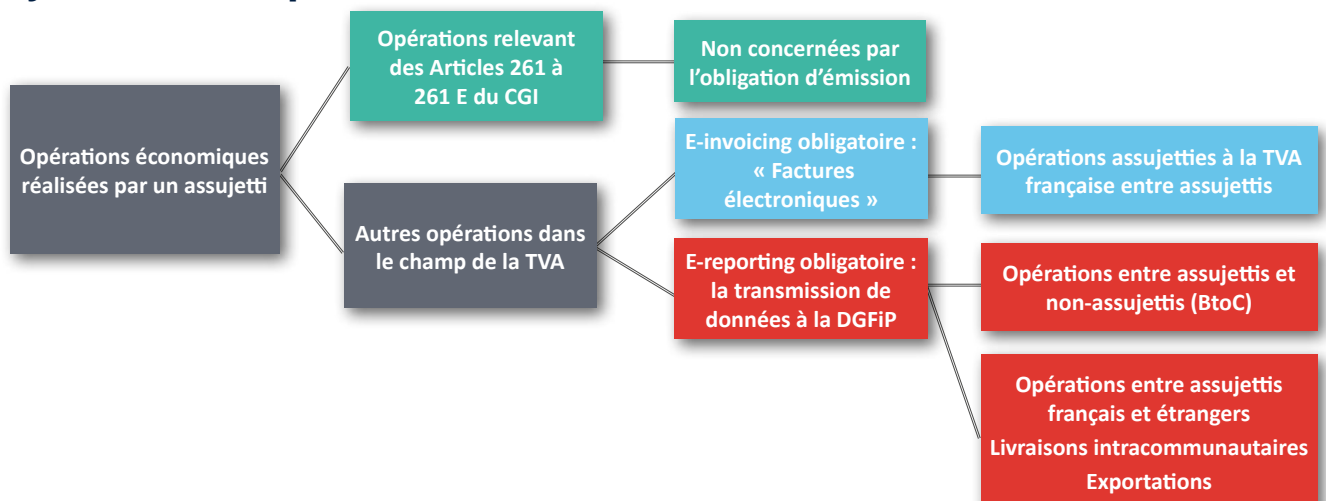 Opérations économiques
réalisées par un assujetti
Opérations relevant
des Articles 261 à
261 E du CGI
Non concernées par
l'obligation d'émission
Autres opérations dans
le champ de la TVA
E-invoicing obligatoire :
« Factures
électroniques »
Opérations assujetties à la TVA
française entre assujettis
E-reporting obligatoire :
la transmission de
données à la DGFiP
Opérations entre assujettis et
non-assujettis (BtoC)
Opérations entre assujettis
français et étrangers
Livraisons intracommunautaires
Exportations